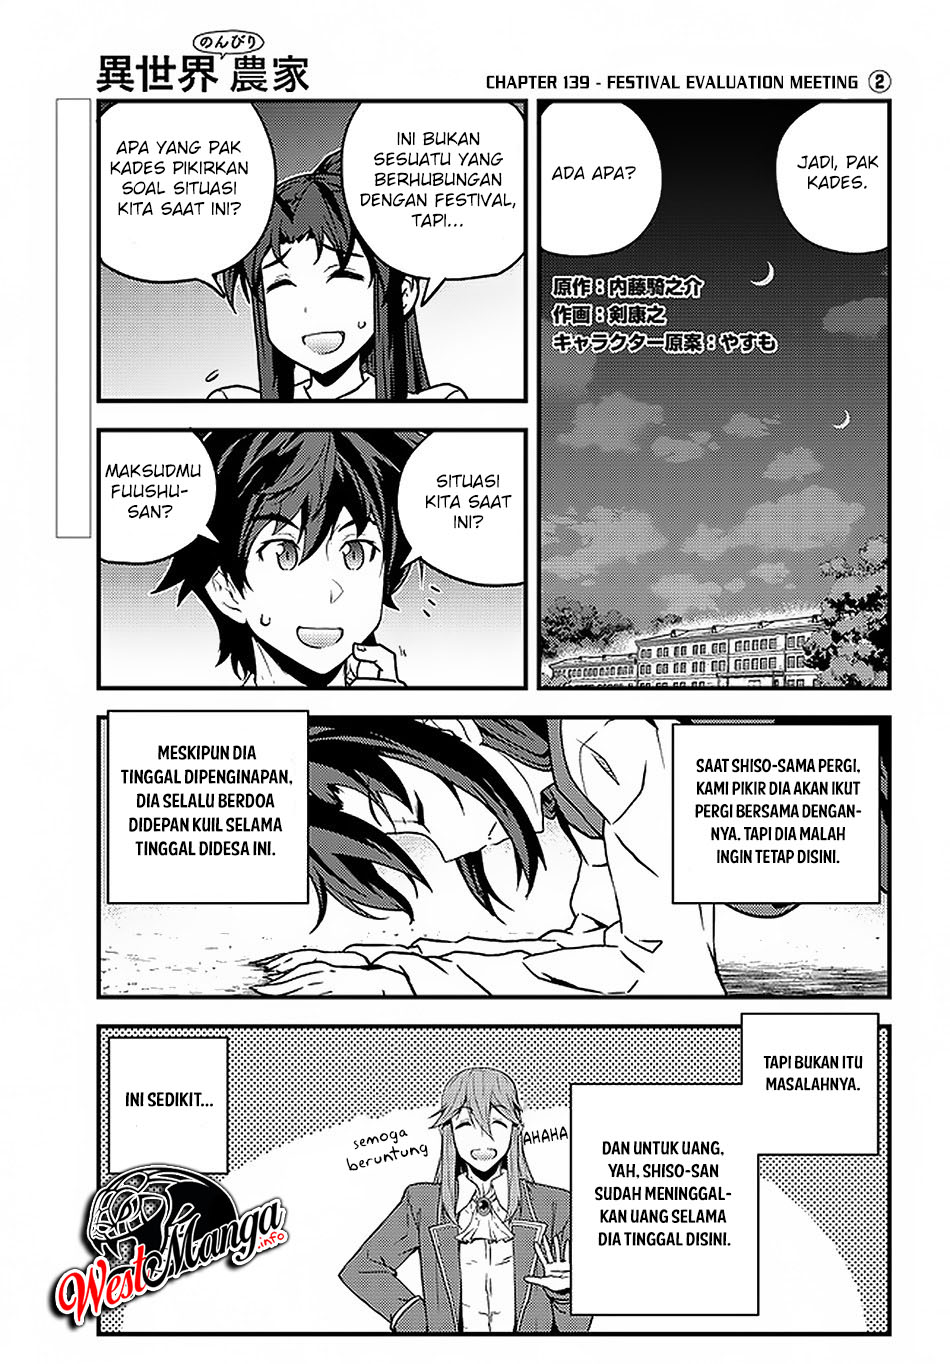 のんびり
異世界 農家
CHAPTER 139 - FESTIVAL EVALUATION MEETING ②
JADI, PAK
KADES.
ADA APA?
原作：内藤騎之介
作画：剣康之
キャラクター原案：やすも
INI BUKAN
SESUATU YANG
BERHUBUNGAN
DENGAN FESTIVAL,
TAPI...
APA YANG PAK
KADES PIKIRKAN
SOAL SITUASI
KITA SAAT INI?
SITUASI
KITA SAAT
INI?
MAKSUDMU
FUUSHU-
SAN?
SAAT SHISO-SAMA PERGI,
KAMI PIKIR DIA AKAN IKUT
PERGI BERSAMA DENGAN-
NYA. TAPI DIA MALAH
INGIN TETAP DISINI.
MESKIPUN DIA
TINGGAL DIPENGINAPAN,
DIA SELALU BERDOA
DIDEPAN KUIL SELAMA
TINGGAL DIDESA INI.
TAPI BUKAN ITU
MASALAHNYA.
DAN UNTUK UANG,
YAH, SHISO-SAN
SUDAH MENINGGAL-
KAN UANG SELAMA
DIA TINGGAL DISINI.
AHAHA
semoga
beruntung
INI SEDIKIT...
WestManga
.info